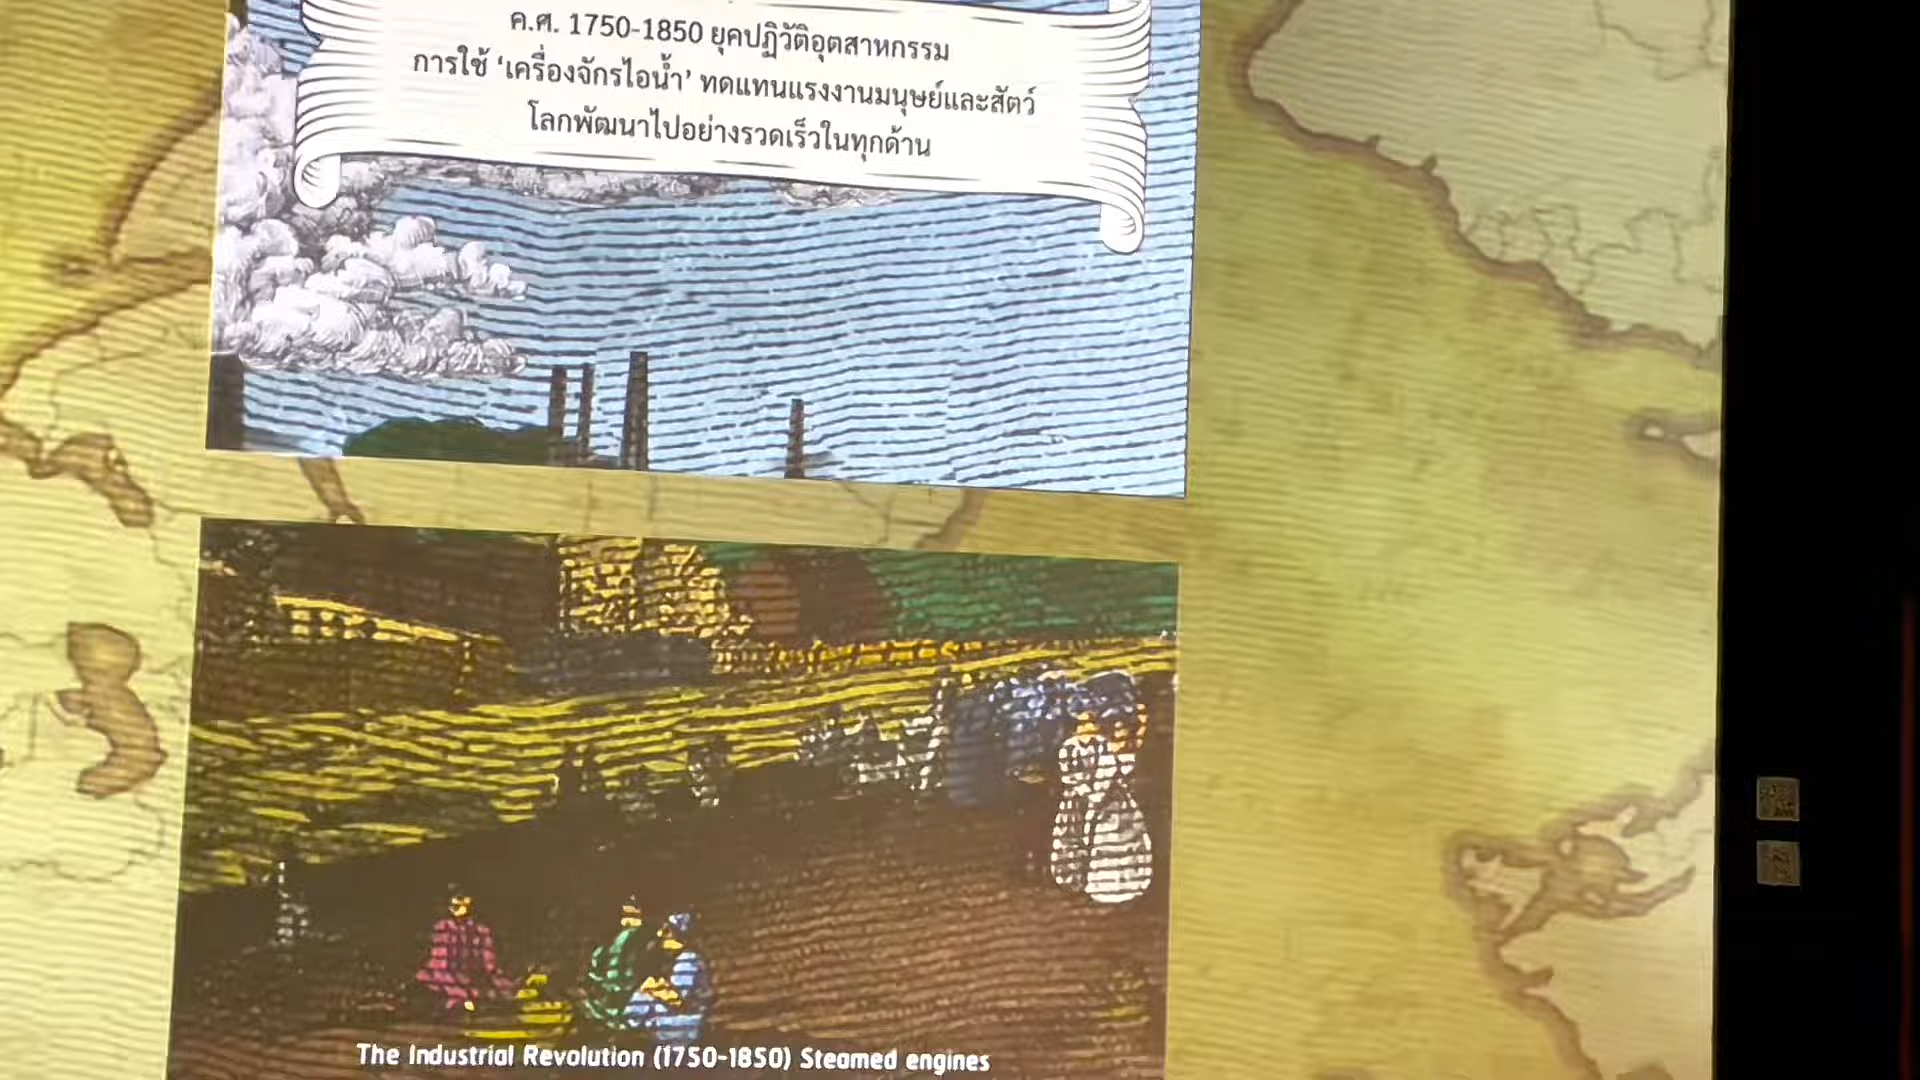 ค.ศ. 1750-1850 ยุคปฏิวัติอุตสาหกรรม
การใช้ ‘เครื่องจักรไอน้ำ’ ทดแทนแรงงานมนุษย์และสัตว์
โลกพัฒนาไปอย่างรวดเร็วในทุกด้าน
The Industrial Revolution (1750-1850) Steamed engines